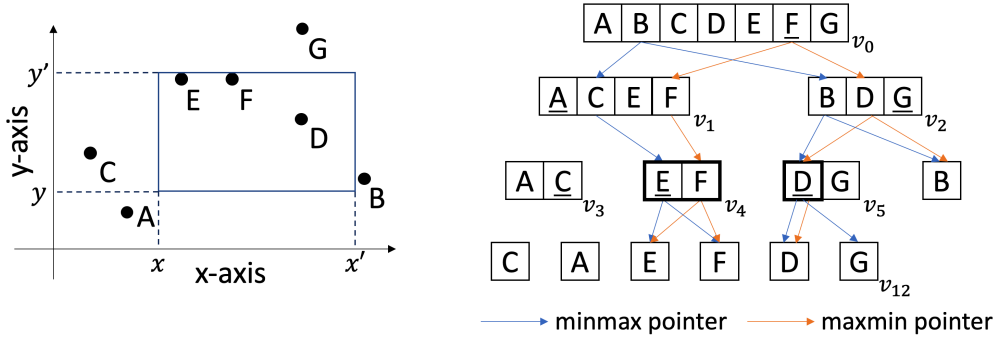 G
y'
E F
D
C
B
y
A
x x'
x-axis
y-axis
A B C D E F G
v0
A C E F
v1
B D G
v2
A C
v3
E F
v4
D G
v5
B
C
A
E
F
D
G
v12
minmax pointer
maxmin pointer